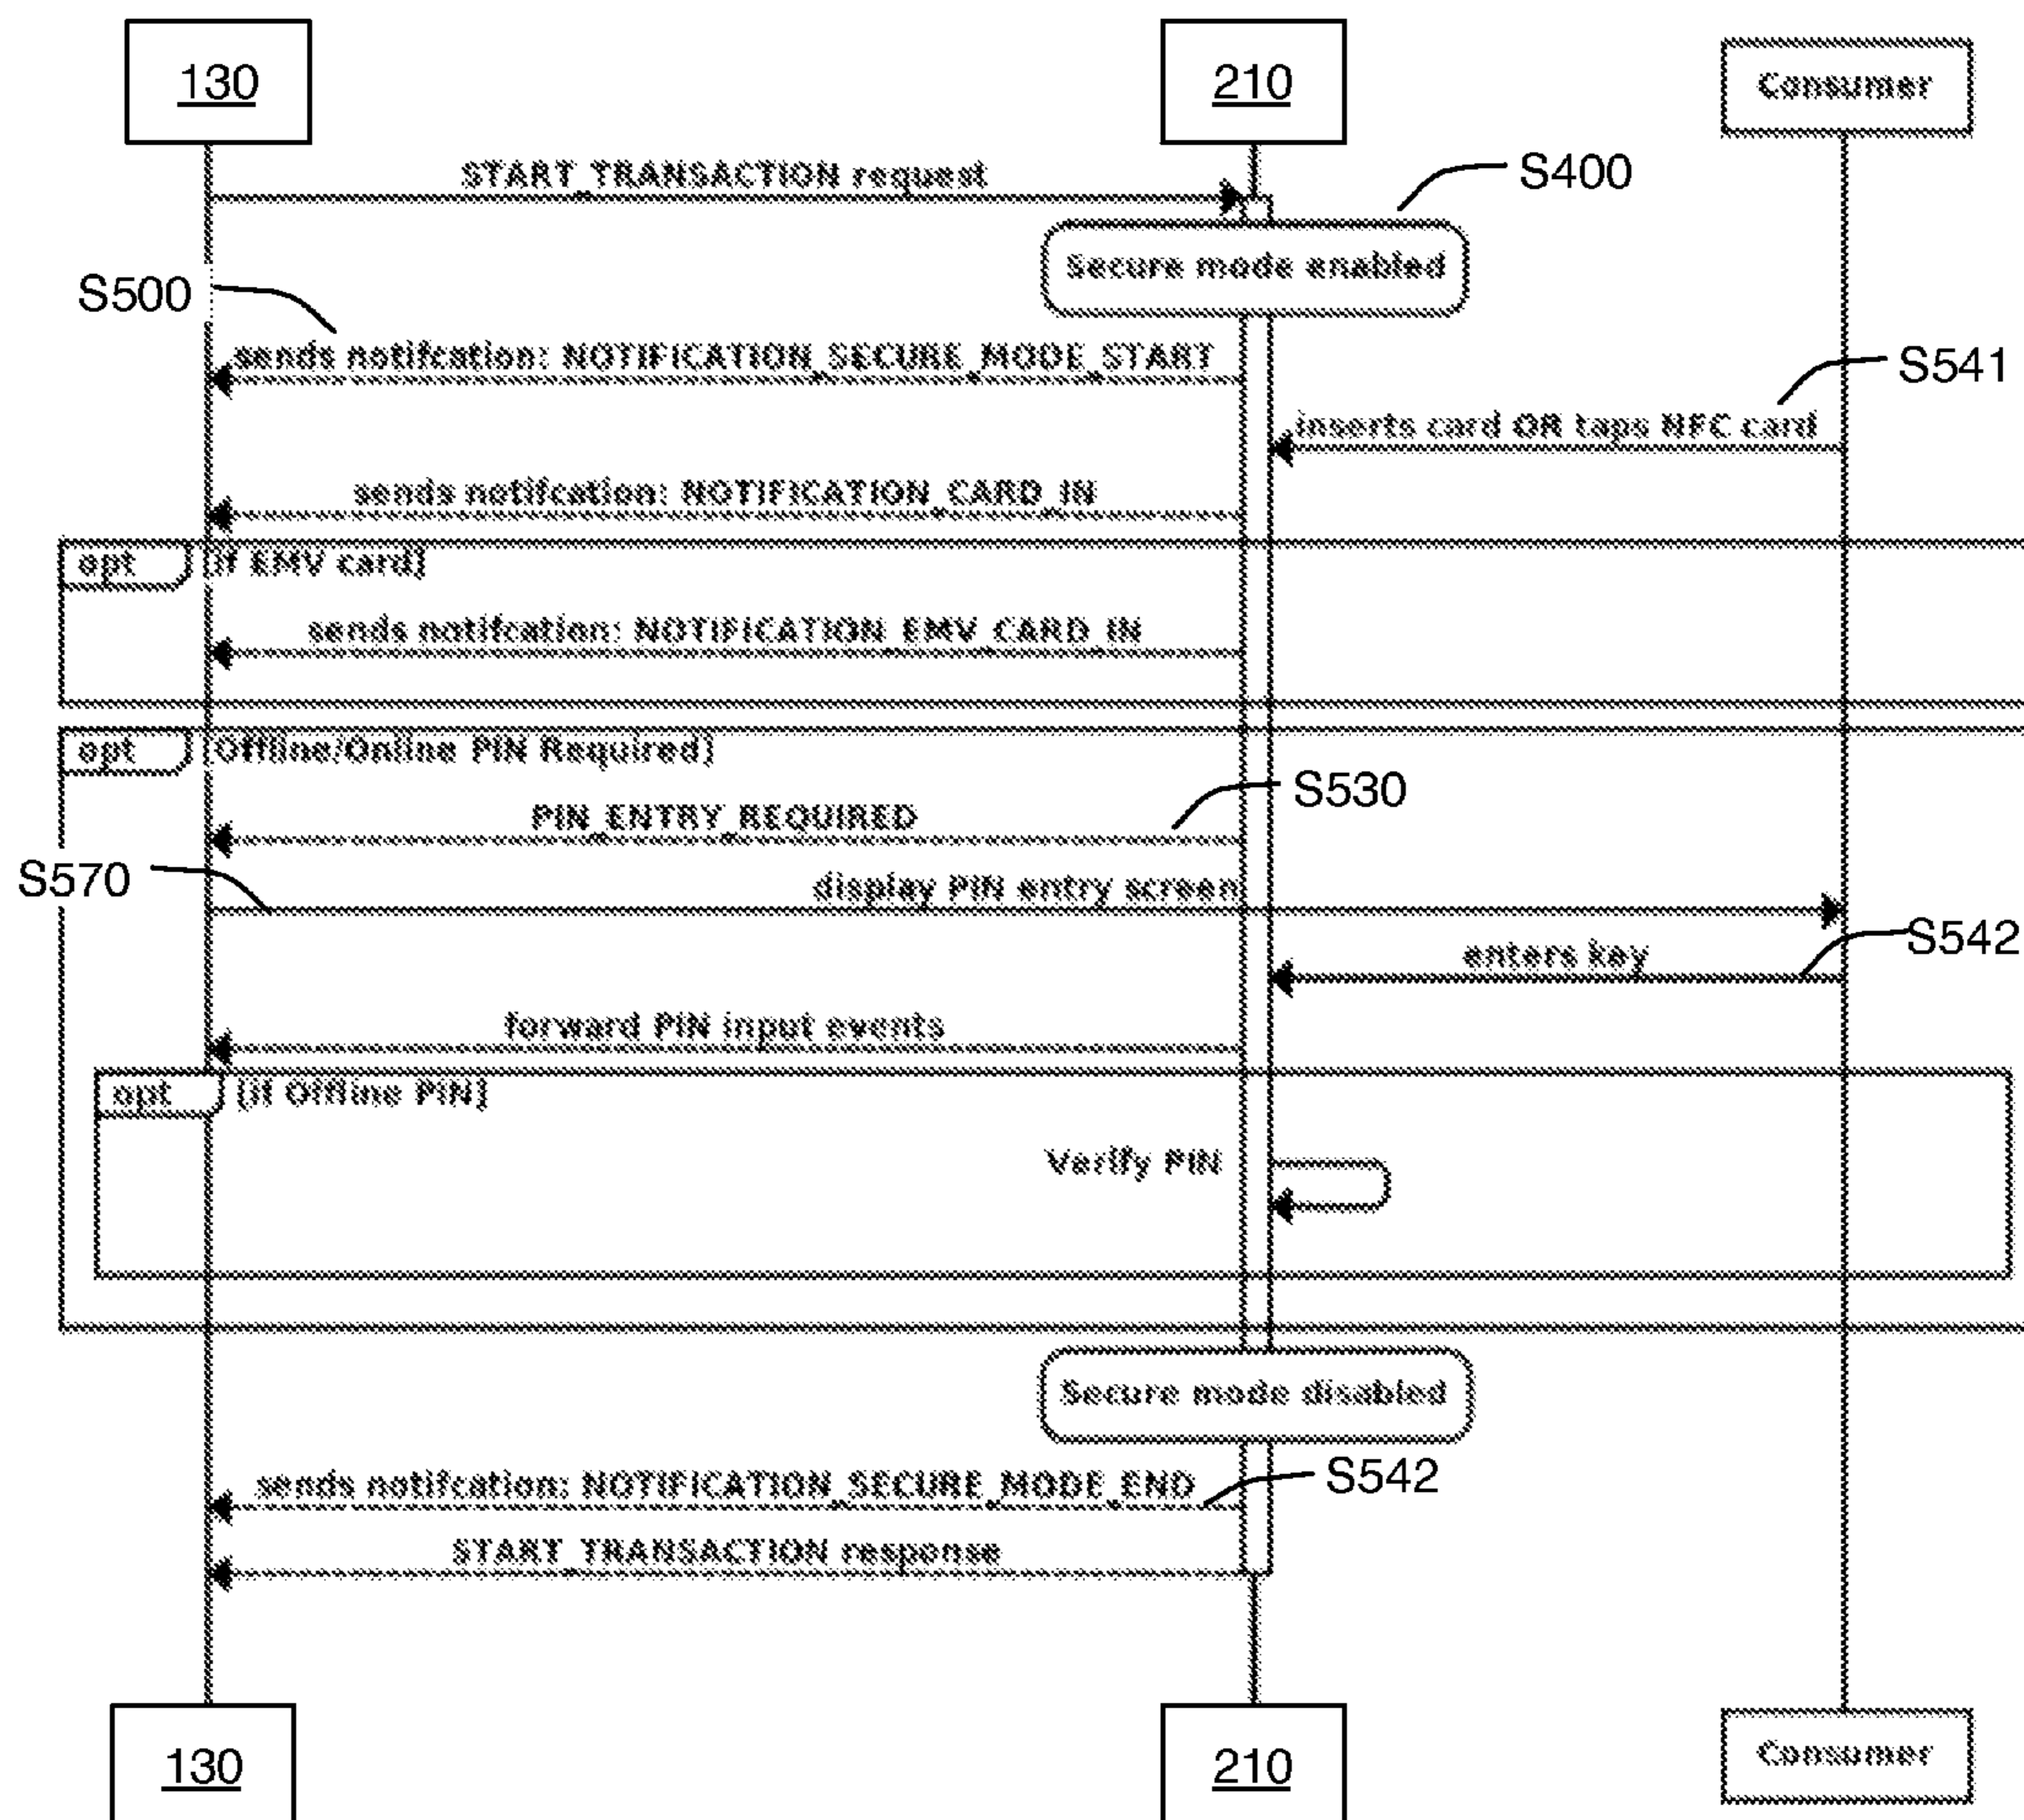 130
210
Consumer
START_TRANSACTION request
S400
Secure mode enabled
S500
sends notifcation: NOTIFICATION_SECURE_MODE_START
S541
inserts card OR taps NFC card
sends notifcation: NOTIFICATION_CARD_IN
opt
[if EMV card]
sends notifcation: NOTIFICATION_EMV_CARD_IN
opt
[Offline/Online PIN Required]
S530
PIN_ENTRY_REQUIRED
S570
display PIN entry screen
S542
enters key
forward PIN input events
opt
[if Offline PIN]
Verify PIN
Secure mode disabled
S542
sends notifcation: NOTIFICATION_SECURE_MODE_END
START_TRANSACTION response
130
210
Consumer